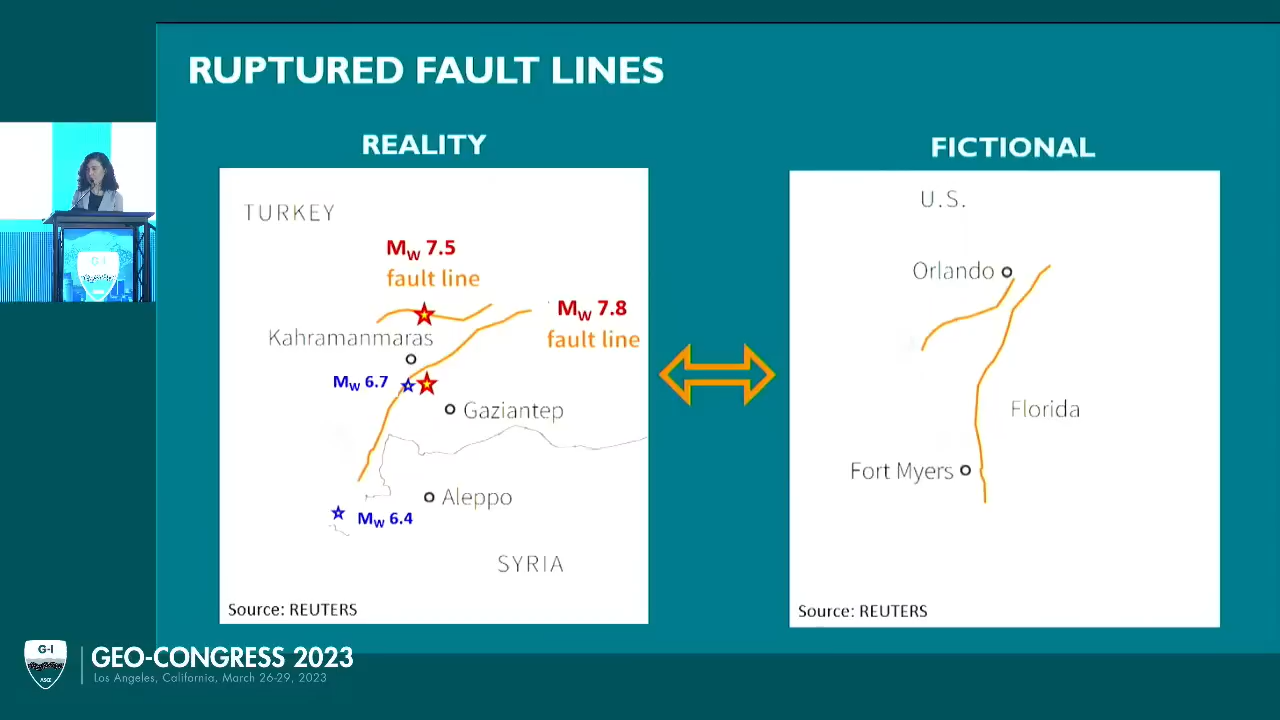 RUPTURED FAULT LINES
REALITY
TURKEY
Mw 7.5
fault line
Mw 7.8
fault line
Kahramanmaras
Mw 6.7
Gaziantep
Aleppo
Mw 6.4
SYRIA
Source: REUTERS
FICTIONAL
U.S.
Orlando
Florida
Fort Myers
Source: REUTERS
G-I
G-I
ASCE
GEO-CONGRESS 2023
Los Angeles, California, March 26-29, 2023